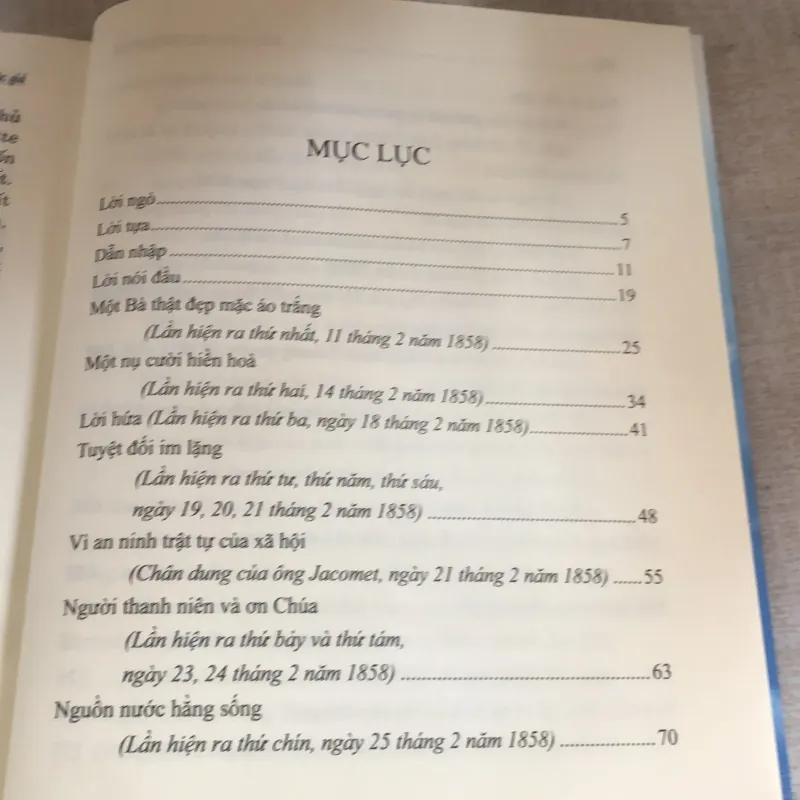 MỤC LỤC
Lời ngỏ 5
Lời tựa 7
Dẫn nhập 11
Lời nói đầu 19
Một Bà thật đẹp mặc áo trắng
(Lần hiện ra thứ nhất, 11 tháng 2 năm 1858) 25
Một nụ cười hiền hoà
(Lần hiện ra thứ hai, 14 tháng 2 năm 1858) 34
Lời hứa (Lần hiện ra thứ ba, ngày 18 tháng 2 năm 1858) 41
Tuyệt đối im lặng
(Lần hiện ra thứ tư, thứ năm, thứ sáu,
ngày 19, 20, 21 tháng 2 năm 1858) 48
Vì an ninh trật tự của xã hội
(Chân dung của ông Jacomet, ngày 21 tháng 2 năm 1858) 55
Người thanh niên và ơn Chúa
(Lần hiện ra thứ bảy và thứ tám,
ngày 23, 24 tháng 2 năm 1858) 63
Nguồn nước hằng sống
(Lần hiện ra thứ chín, ngày 25 tháng 2 năm 1858) 70